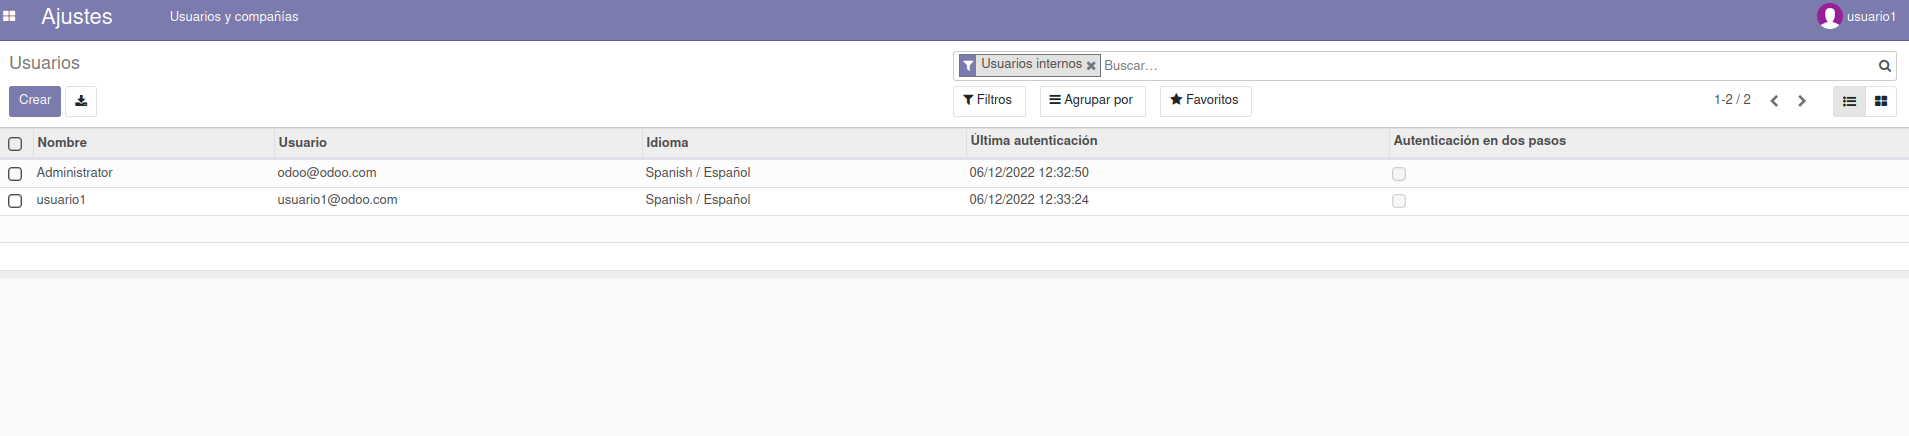 Ajustes Usuarios y compañías usuario1
Usuarios Usuarios internos Buscar...
Crear Filtros Agrupar por Favoritos 1-2 / 2
Nombre Usuario Idioma Última autenticación Autenticación en dos pasos
Administrator odoo@odoo.com Spanish / Español 06/12/2022 12:32:50
usuario1 usuario1@odoo.com Spanish / Español 06/12/2022 12:33:24